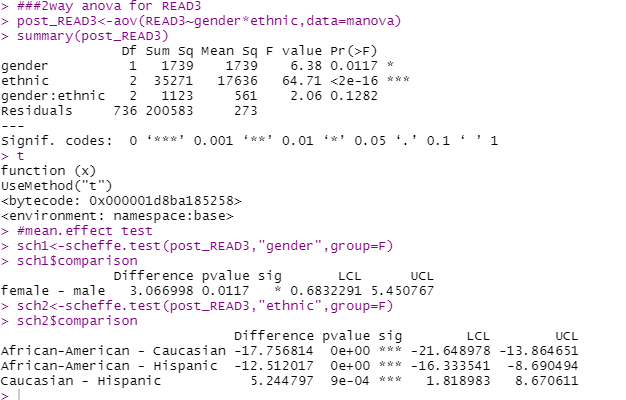 > ###2way anova for READ3
> post_READ3<-aov(READ3~gender*ethnic,data=manova)
> summary(post_READ3)
Df Sum Sq Mean Sq F value Pr(>F)
gender 1 1739 1739 6.38 0.0117 *
ethnic 2 35271 17636 64.71 <2e-16 ***
gender:ethnic 2 1123 561 2.06 0.1282
Residuals 736 200583 273
---
Signif. codes: 0 ‘***’ 0.001 ‘**’ 0.01 ‘*’ 0.05 ‘.’ 0.1 ‘ ’ 1
> t
function (x)
UseMethod("t")
<bytecode: 0x000001d8ba185258>
<environment: namespace:base>
> #mean.effect test
> sch1<-scheffe.test(post_READ3,"gender",group=F)
> sch1$comparison
Difference pvalue sig LCL UCL
female - male 3.066998 0.0117 * 0.6832291 5.450767
> sch2<-scheffe.test(post_READ3,"ethnic",group=F)
> sch2$comparison
Difference pvalue sig LCL UCL
African-American - Caucasian -17.756814 0e+00 *** -21.648978 -13.864651
African-American - Hispanic -12.512017 0e+00 *** -16.333541 -8.690494
Caucasian - Hispanic 5.244797 9e-04 *** 1.818983 8.670611
>